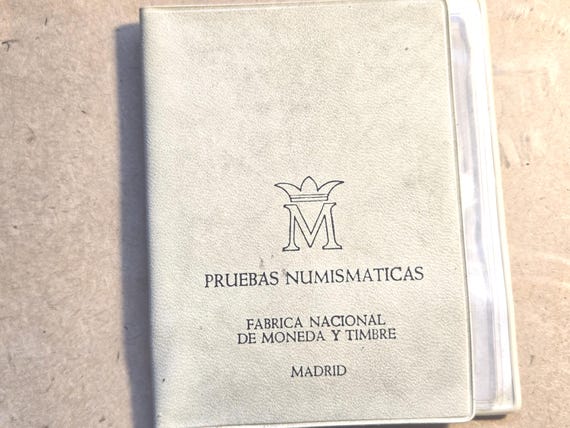 M
PRUEBAS NUMISMATICAS
FABRICA NACIONAL
DE MONEDA Y TIMBRE
MADRID